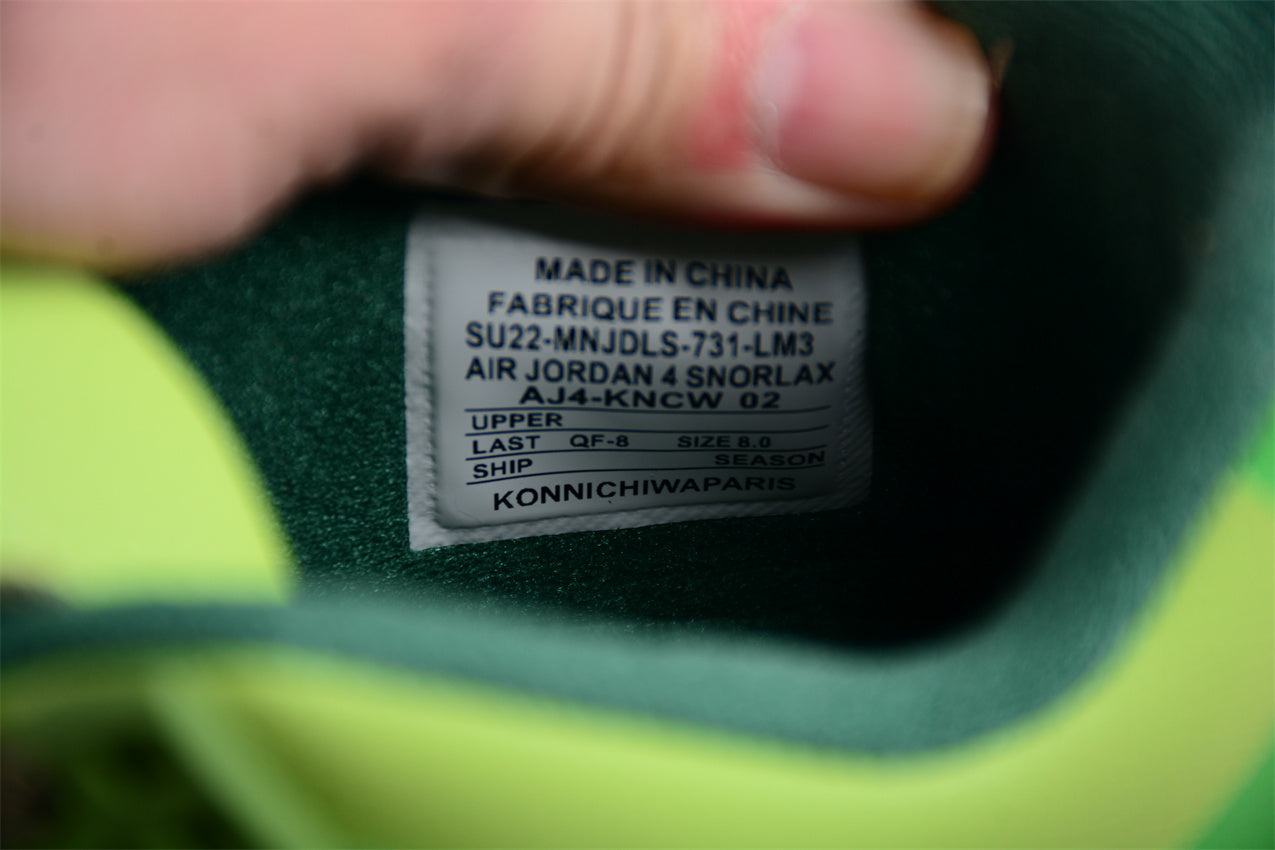 MADE IN CHINA
FABRIQUE EN CHINE
SU22-MNJDLS-731-LM3
AIR JORDAN 4 SNORLAX
AJ4-KNCW 02
UPPER
LAST QF-8 SIZE 8.0
SHIP SEASON
KONNICHIWAPARIS